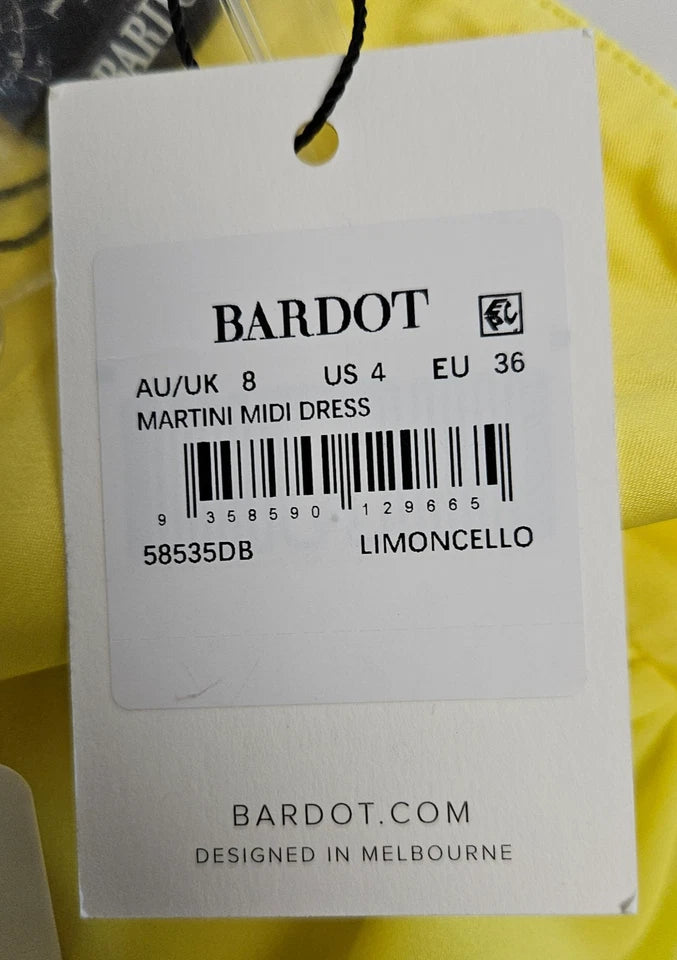 BARDOT
AU/UK 8 US 4 EU 36
MARTINI MIDI DRESS
9 358590 129665
58535DB LIMONCELLO
BARDOT.COM
DESIGNED IN MELBOURNE